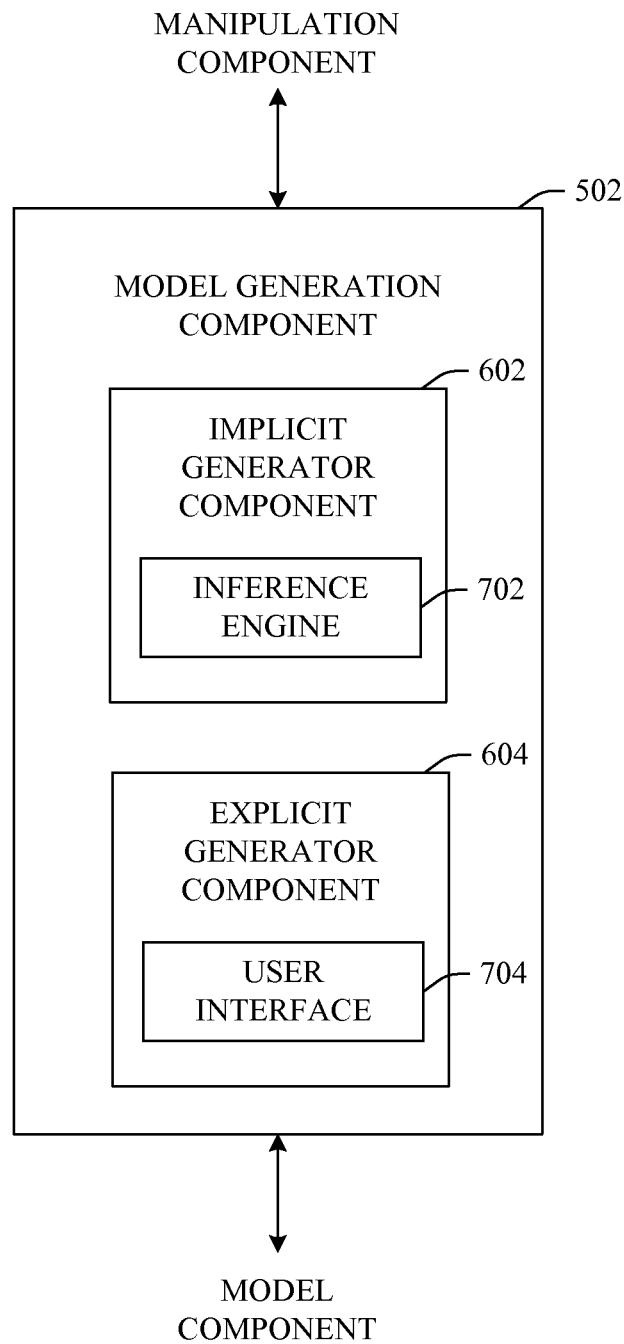 MANIPULATION
COMPONENT
502
MODEL GENERATION
COMPONENT
602
IMPLICIT
GENERATOR
COMPONENT
INFERENCE
ENGINE
702
604
EXPLICIT
GENERATOR
COMPONENT
USER
INTERFACE
704
MODEL
COMPONENT